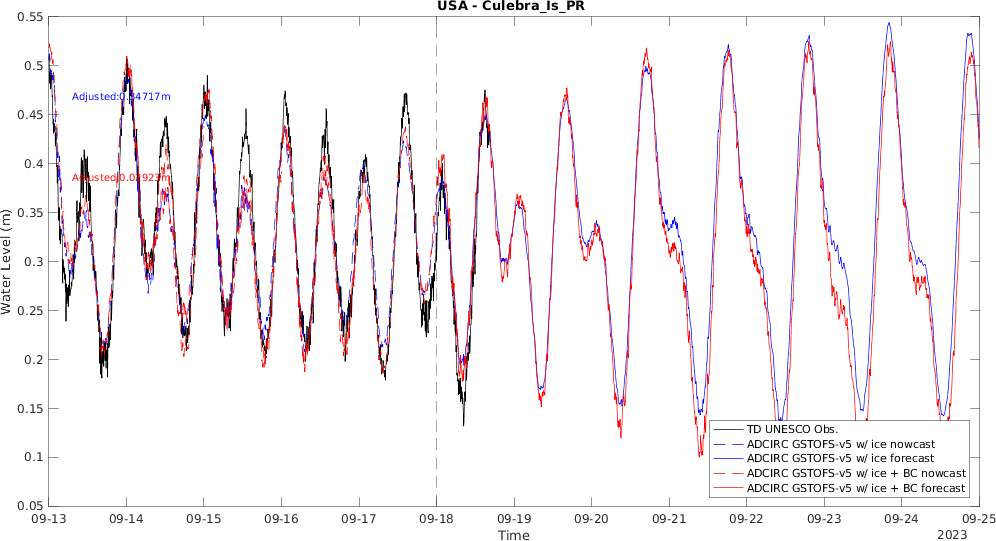 USA - Culebra_Is_PR
0.55
0.5
0.45
0.4
0.35
0.3
0.25
0.2
0.15
0.1
0.05
Water Level (m)
TD UNESCO Obs.
ADCIRC GSTOFS-v5 w/ ice nowcast
ADCIRC GSTOFS-v5 w/ ice forecast
ADCIRC GSTOFS-v5 w/ ice + BC nowcast
ADCIRC GSTOFS-v5 w/ ice + BC forecast
09-13 09-14 09-15 09-16 09-17 09-18 09-19 09-20 09-21 09-22 09-23 09-24 09-25
Time
2023